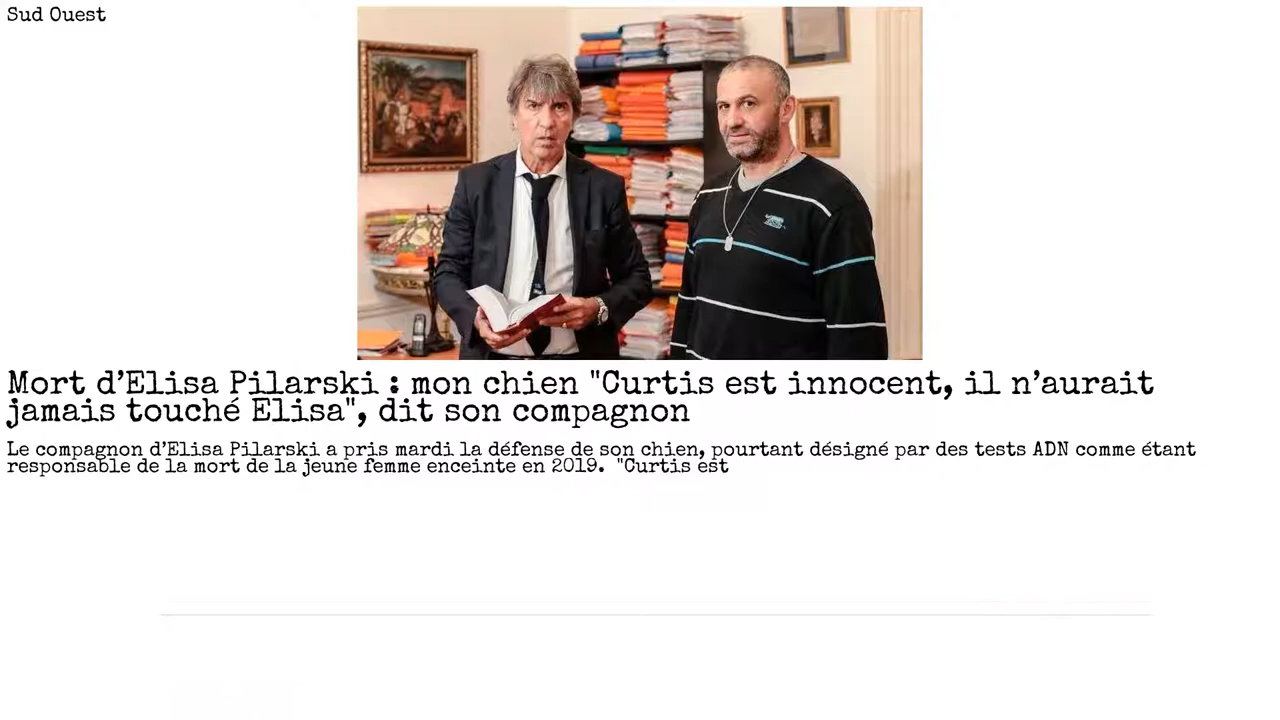 Sud Ouest
Mort d’Elisa Pilarski : mon chien "Curtis est innocent, il n’aurait
jamais touché Elisa", dit son compagnon
Le compagnon d’Elisa Pilarski a pris mardi la défense de son chien, pourtant désigné par des tests ADN comme étant
responsable de la mort de la jeune femme enceinte en 2019.  "Curtis est